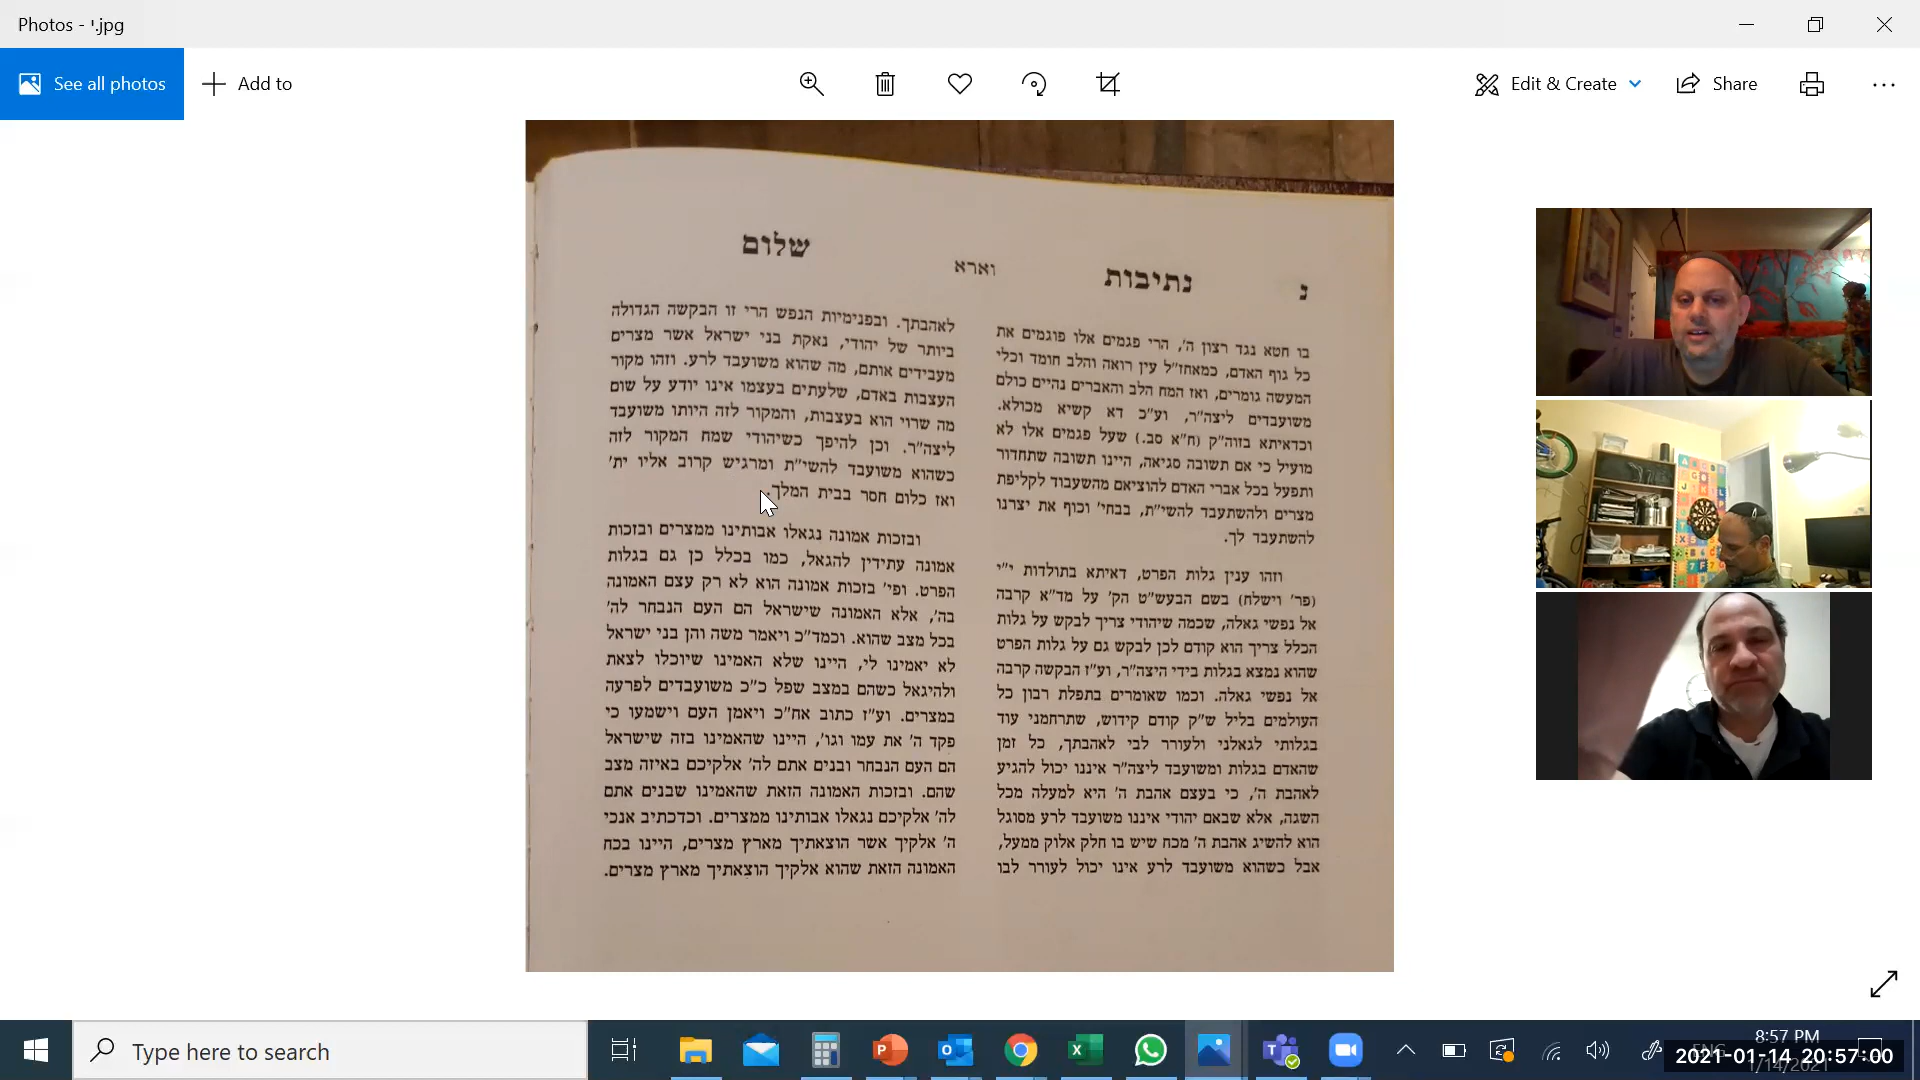 Photos - י.jpg
See all photos
Add to
Edit & Create
Share
נ
נתיבות
וארא
שלום
בו חטא נגד רצון ה', הרי פגמים אלו פוגמים את
כל גוף האדם, כמאחז"ל עין רואה והלב חומד וכלי
המעשה גומרים, ואז המח הלב והאברים נהיים כולם
משועבדים ליצה"ר, וע"כ דא קשיא מכולא.
וכדאיתא בזוה"ק (ח"א סב.) שעל פגמים אלו לא
מועיל כי אם תשובה סגיאה, היינו תשובה שתחדור
ותפעל בכל אברי האדם להוציאם מהשעבוד לקליפת
מצרים ולהשתעבד להשי"ת, בבחי' וכוף את יצרנו
להשתעבד לך.
וזהו ענין גלות הפרט, דאיתא בתולדות י"י
(פר' וישלח) בשם הבעש"ט הק' על מד"א קרבה
אל נפשי גאלה, שכמה שיהודי צריך לבקש על גלות
הכלל צריך הוא קודם לכן לבקש גם על גלות הפרט
שהוא נמצא בגלות בידי היצה"ר, וע"ז הבקשה קרבה
אל נפשי גאלה. וכמו שאומרים בתפלת רבון כל
העולמים בליל ש"ק קודם קידוש, שתרחמני עוד
בגלותי לגאלני ולעורר לבי לאהבתך, כל זמן
שהאדם בגלות ומשועבד ליצה"ר איננו יכול להגיע
לאהבת ה', כי בעצם אהבת ה' היא למעלה מכל
השגה, אלא שבאם יהודי איננו משועבד לרע מסוגל
הוא להשיג אהבת ה' מכח שיש בו חלק אלוק ממעל,
אבל כשהוא משועבד לרע אינו יכול לעורר לבו
לאהבתך. ובפנימיות הנפש הרי זו הבקשה הגדולה
ביותר של יהודי, נאקת בני ישראל אשר מצרים
מעבידים אותם, מה שהוא משועבד לרע. וזהו מקור
העצבות באדם, שלעתים בעצמו אינו יודע על שום
מה שרוי הוא בעצבות, והמקור לזה היותו משועבד
ליצה"ר. וכן להיפך כשיהודי שמח המקור לזה
כשהוא משועבד להשי"ת ומרגיש קרוב אליו ית'
ואז כלום חסר בבית המלך.
ובזכות אמונה נגאלו אבותינו ממצרים ובזכות
אמונה עתידין להגאל, כמו בכלל כן גם בגלות
הפרט. ופי' בזכות אמונה הוא לא רק עצם האמונה
בה', אלא האמונה שישראל הם העם הנבחר לה'
בכל מצב שהוא. וכמד"כ ויאמר משה והן בני ישראל
לא יאמינו לי, היינו שלא האמינו שיוכלו לצאת
ולהיגאל כשהם במצב שפל כ"כ משועבדים לפרעה
במצרים. וע"ז כתוב אח"כ ויאמן העם וישמעו כי
פקד ה' את עמו וגו', היינו שהאמינו בזה שישראל
הם העם הנבחר ובנים אתם לה' אלקיכם באיזה מצב
שהם. ובזכות האמונה הזאת שהאמינו שבנים אתם
לה' אלקיכם נגאלו אבותינו ממצרים. וכדכתיב אנכי
ה' אלקיך אשר הוצאתיך מארץ מצרים, היינו בכח
האמונה הזאת שהוא אלקיך הוצאתיך מארץ מצרים.
Type here to search
8:57 PM
ENG
2021-01-14 20:57:00
1/14/2021